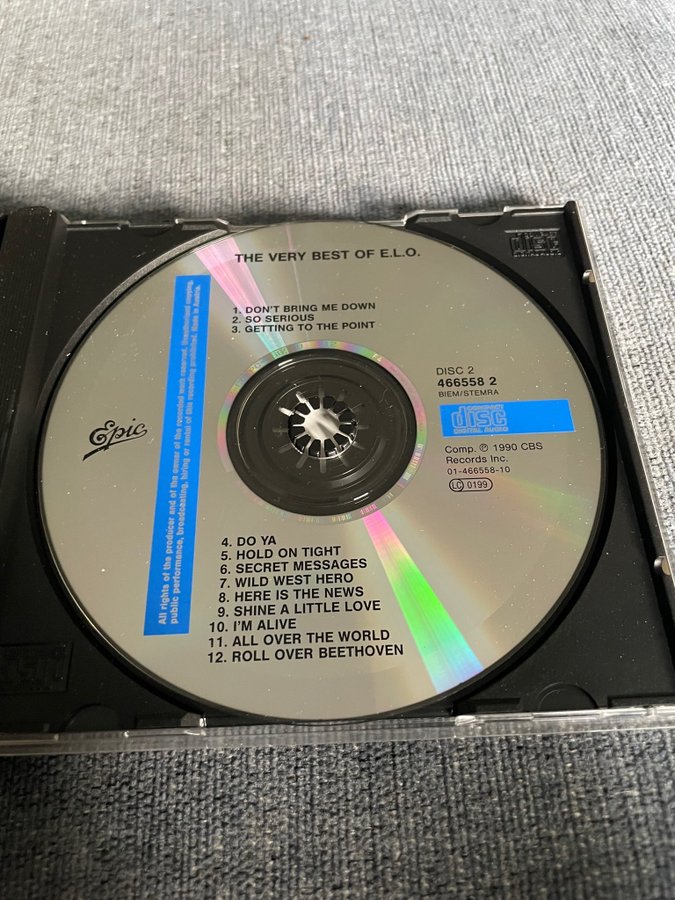 THE VERY BEST OF E.L.O.
1. DON'T BRING ME DOWN
2. SO SERIOUS
3. GETTING TO THE POINT
DISC 2
466558 2
BIEM/STEMRA
COMPACT
disc
DIGITAL AUDIO
Comp. ℗ 1990 CBS
Records Inc.
01-466558-10
LC 0199
Epic
All rights of the producer and of the owner of the recorded work reserved. Unauthorised copying,
public performance, broadcasting, hiring or rental of this recording prohibited. Made in Austria.
4. DO YA
5. HOLD ON TIGHT
6. SECRET MESSAGES
7. WILD WEST HERO
8. HERE IS THE NEWS
9. SHINE A LITTLE LOVE
10. I'M ALIVE
11. ALL OVER THE WORLD
12. ROLL OVER BEETHOVEN
disc